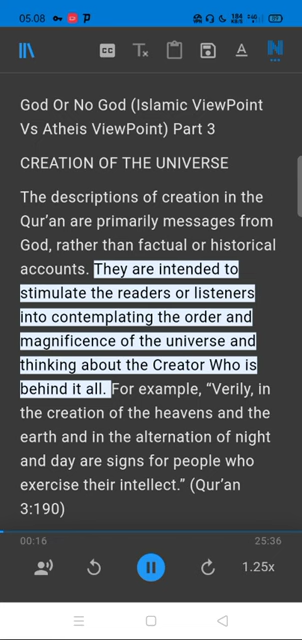 05.08
CC
God Or No God (Islamic ViewPoint
Vs Atheis ViewPoint) Part 3
CREATION OF THE UNIVERSE
The descriptions of creation in the
Qur’an are primarily messages from
God, rather than factual or historical
accounts. They are intended to
stimulate the readers or listeners
into contemplating the order and
magnificence of the universe and
thinking about the Creator Who is
behind it all. For example, “Verily, in
the creation of the heavens and the
earth and in the alternation of night
and day are signs for people who
exercise their intellect.” (Qur’an
3:190)
00:16 25:36
1.25x